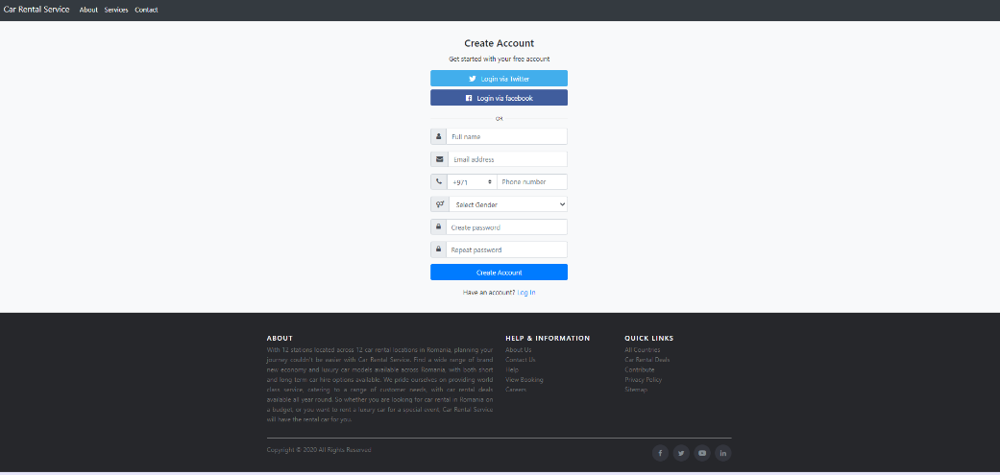 Car Rental Service About Services Contact
Create Account
Get started with your free account
Login via Twitter
Login via facebook
OR
Full name
Email address
+971 Phone number
Select Gender
Create password
Repeat password
Create Account
Have an account? Log In
ABOUT
With 12 stations located across 12 car rental locations in Romania, planning your
journey couldn't be easier with Car Rental Service. Find a wide range of brand
new economy and luxury car models available across Romania, with both short
and long term car hire options available. We pride ourselves on providing world
class service, catering to a range of customer needs, with car rental deals
available all year round. So whether you are looking for car rental in Romania on
a budget, or you want to rent a luxury car for a special event, Car Rental Service
will have the rental car for you.
HELP & INFORMATION
About Us
Contact Us
Help
View Booking
Careers
QUICK LINKS
All Countries
Car Rental Deals
Contribute
Privacy Policy
Sitemap
Copyright © 2020 All Rights Reserved